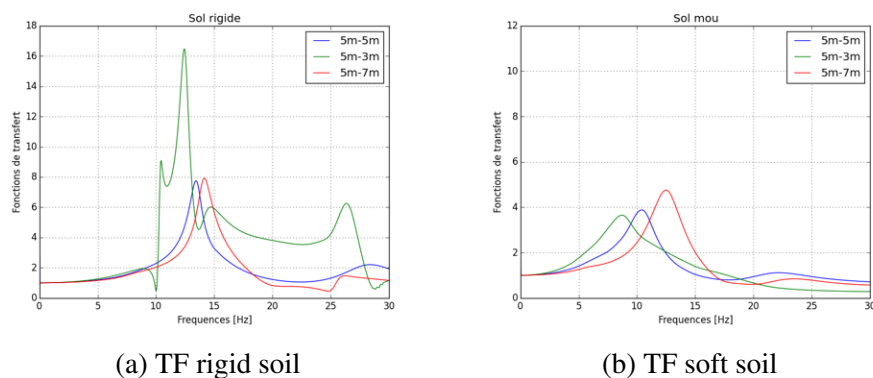 Sol rigide
18
16
14
12
10
8
6
4
2
0
Fonctions de transfert
5m-5m
5m-3m
5m-7m
0 5 10 15 20 25 30
Frequences [Hz]
(a) TF rigid soil
Sol mou
12
10
8
6
4
2
0
Fonctions de transfert
5m-5m
5m-3m
5m-7m
0 5 10 15 20 25 30
Frequences [Hz]
(b) TF soft soil